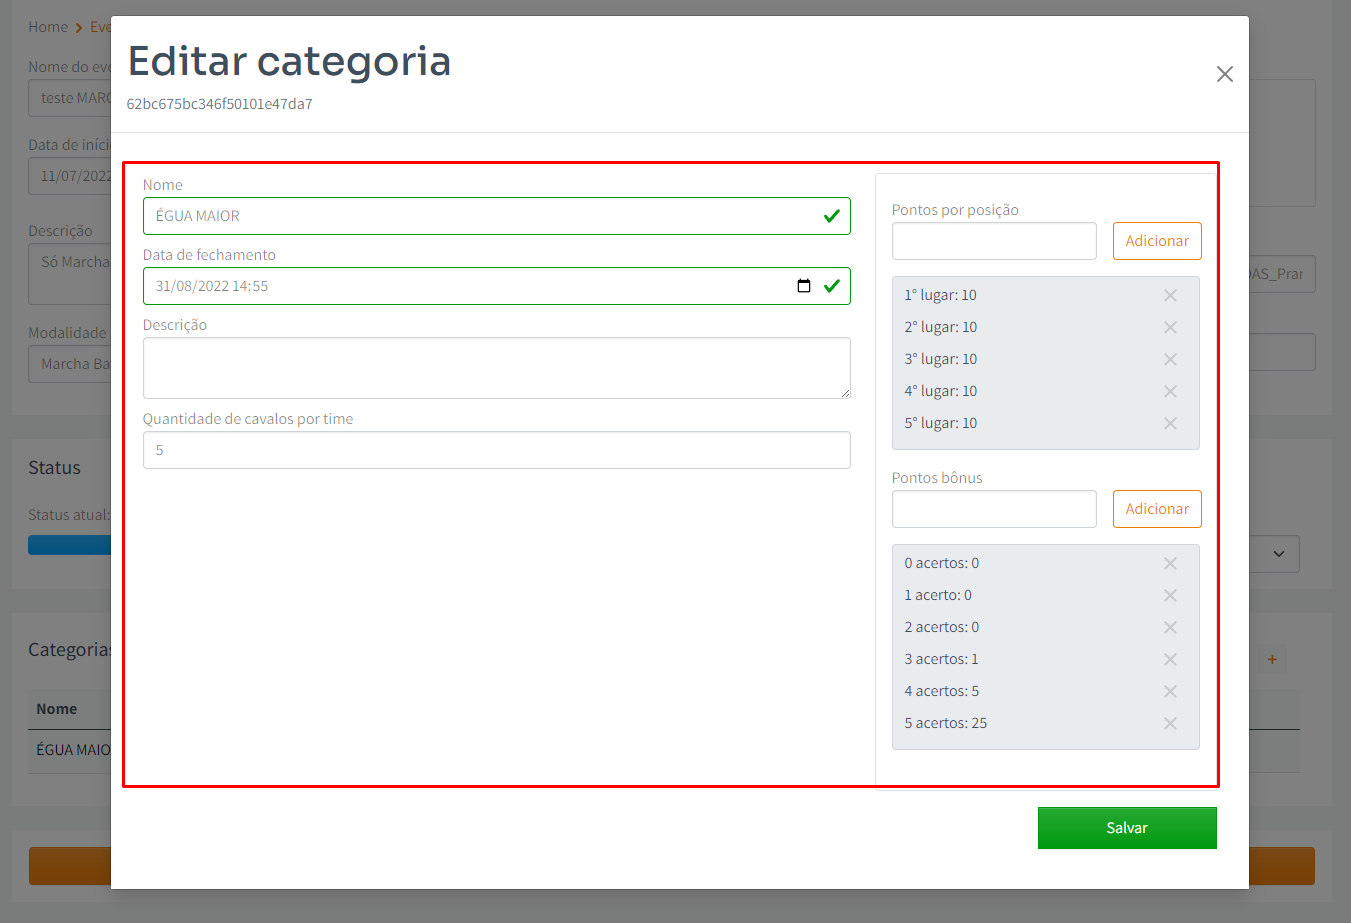 Home
Eve
Nome do eve
teste MARC
Data de iníci
11/07/2022
Descrição
Só Marcha
Modalidade
Marcha Ba
Status
Status atual:
Categorias
Nome
ÉGUA MAIO
Editar categoria
62bc675bc346f50101e47da7
Nome
ÉGUA MAIOR
Data de fechamento
31/08/2022 14:55
Descrição
Quantidade de cavalos por time
5
Pontos por posição
Adicionar
1° lugar: 10
2° lugar: 10
3° lugar: 10
4° lugar: 10
5° lugar: 10
Pontos bônus
Adicionar
0 acertos: 0
1 acerto: 0
2 acertos: 0
3 acertos: 1
4 acertos: 5
5 acertos: 25
Salvar
DAS_Prar
+